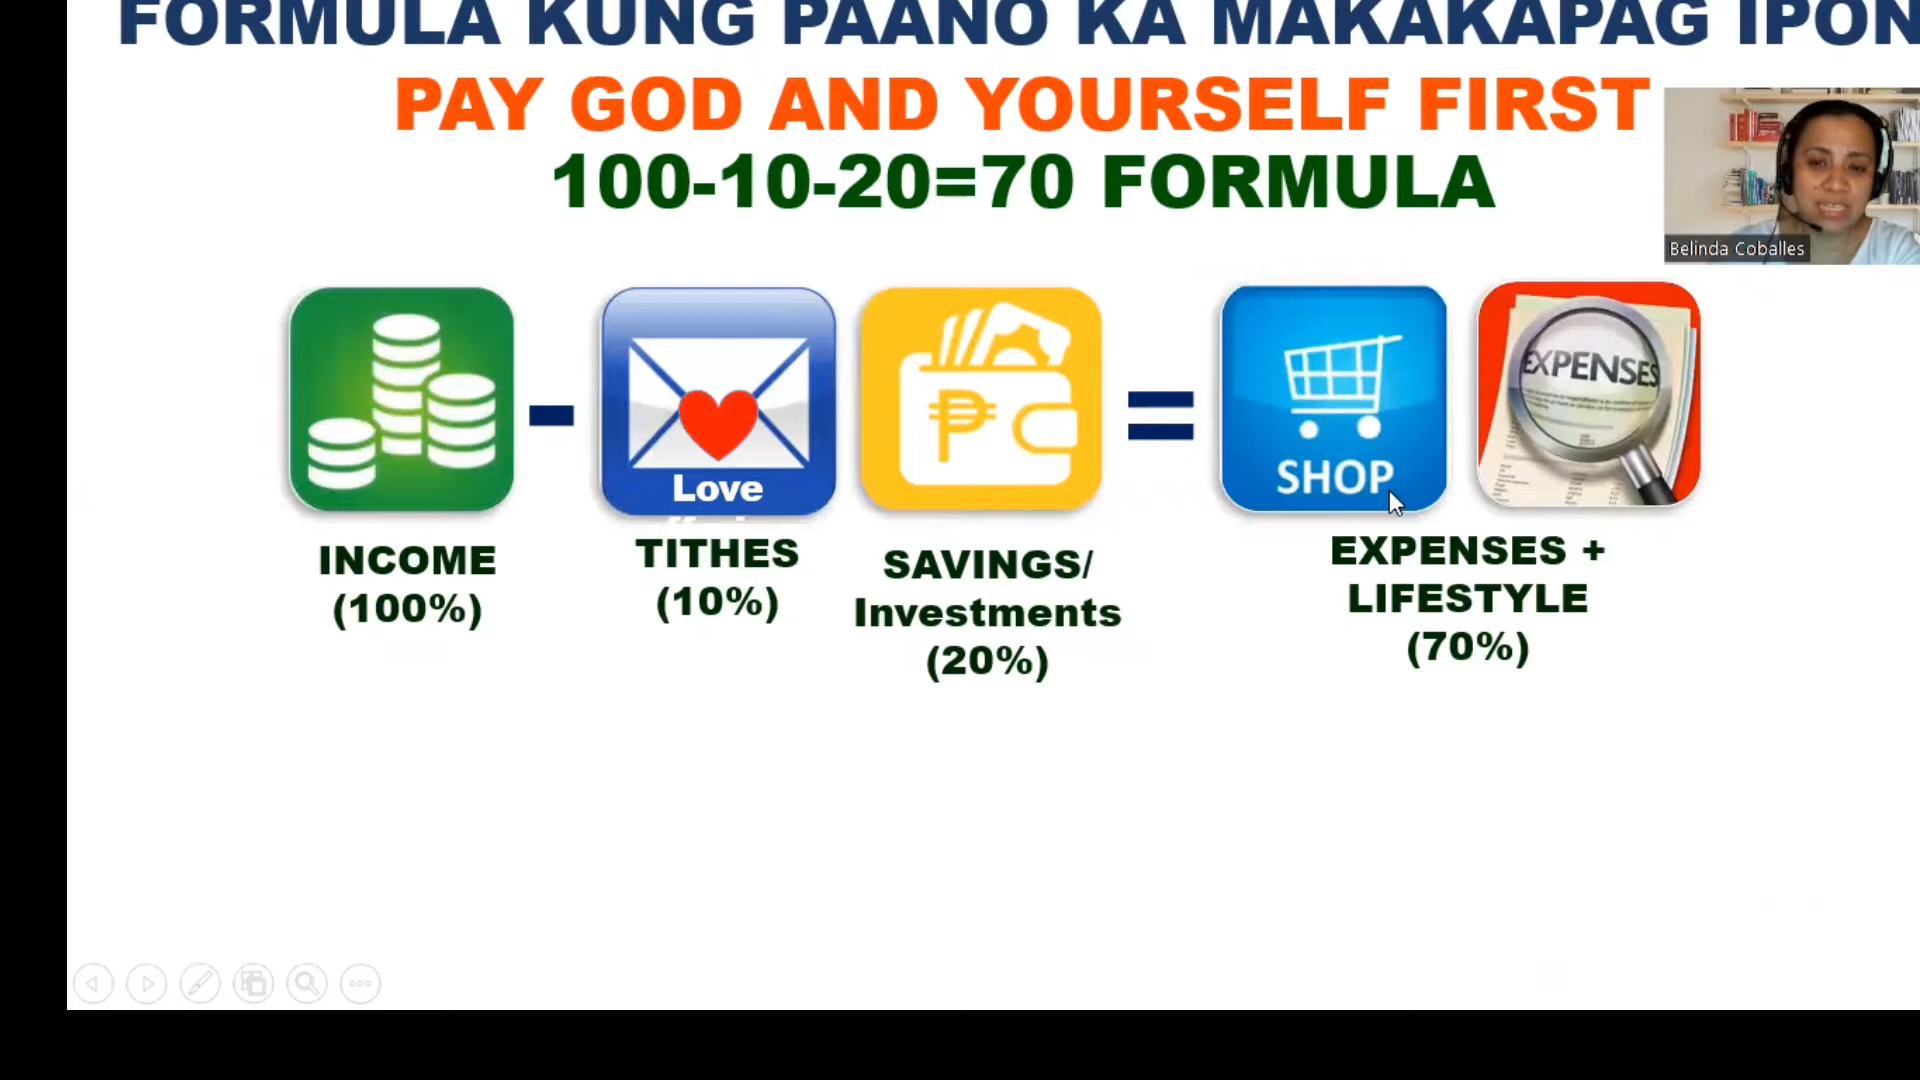 FORMULA KUNG PAANO KA MAKAKAPAG IPON
PAY GOD AND YOURSELF FIRST
100-10-20=70 FORMULA
Belinda Coballes
Love
SHOP
EXPENSES
INCOME
(100%)
TITHES
(10%)
SAVINGS/
Investments
(20%)
EXPENSES +
LIFESTYLE
(70%)